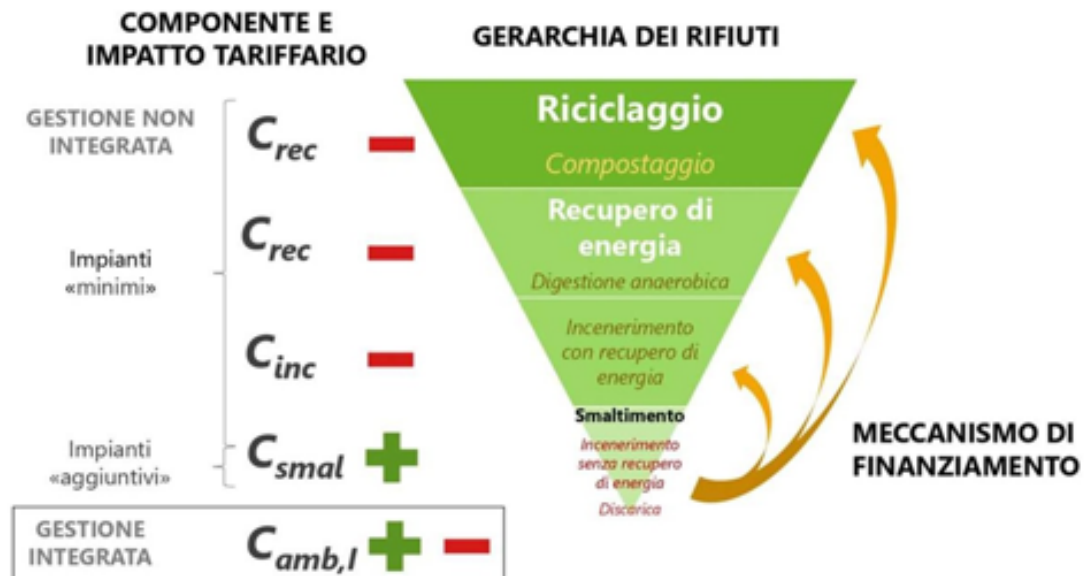 COMPONENTE E
IMPATTO TARIFFARIO
GERARCHIA DEI RIFIUTI
GESTIONE NON
INTEGRATA
C_rec
Riciclaggio
Compostaggio
Impianti
«minimi»
C_rec
Recupero di
energia
Digestione anaerobica
C_inc
Incenerimento
con recupero di
energia
Impianti
«aggiuntivi»
C_smal
Smaltimento
Incenerimento
senza recupero
di energia
Discarica
MECCANISMO DI
FINANZIAMENTO
GESTIONE
INTEGRATA
C_amb,I